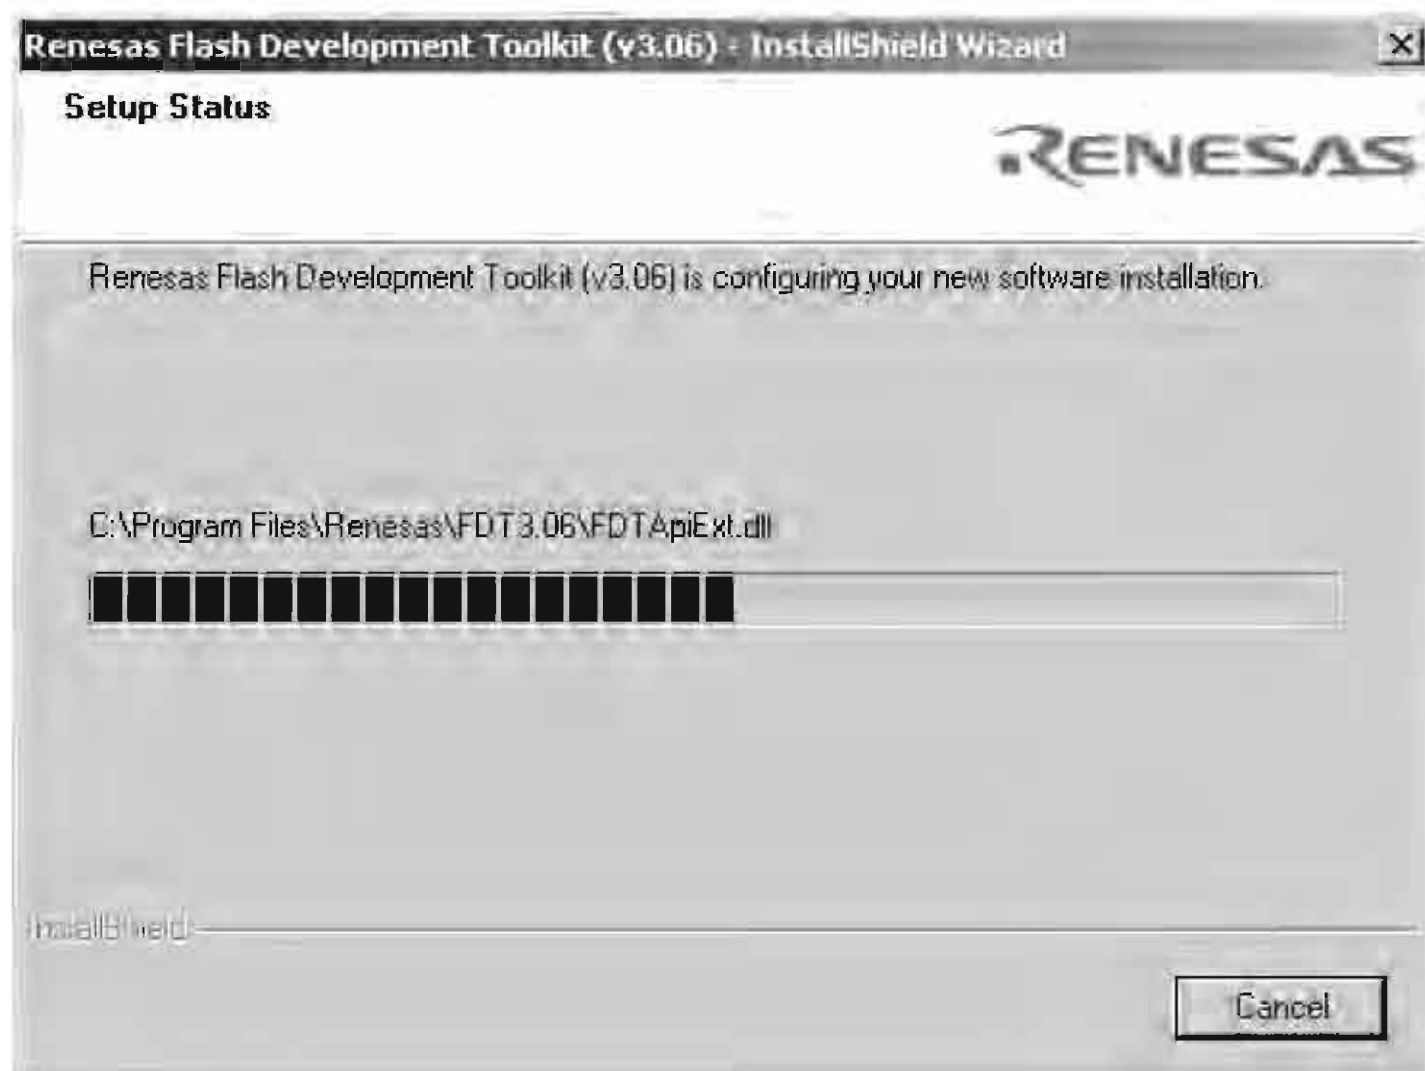 Renesas Flash Development Toolkit (v3.06) - InstallShield Wizard
Setup Status
RENESAS
Renesas Flash Development Toolkit (v3.06) is configuring your new software installation.
C:\Program Files\Renesas\FDT3.06\FDTApiExt.dll
InstallShield
Cancel